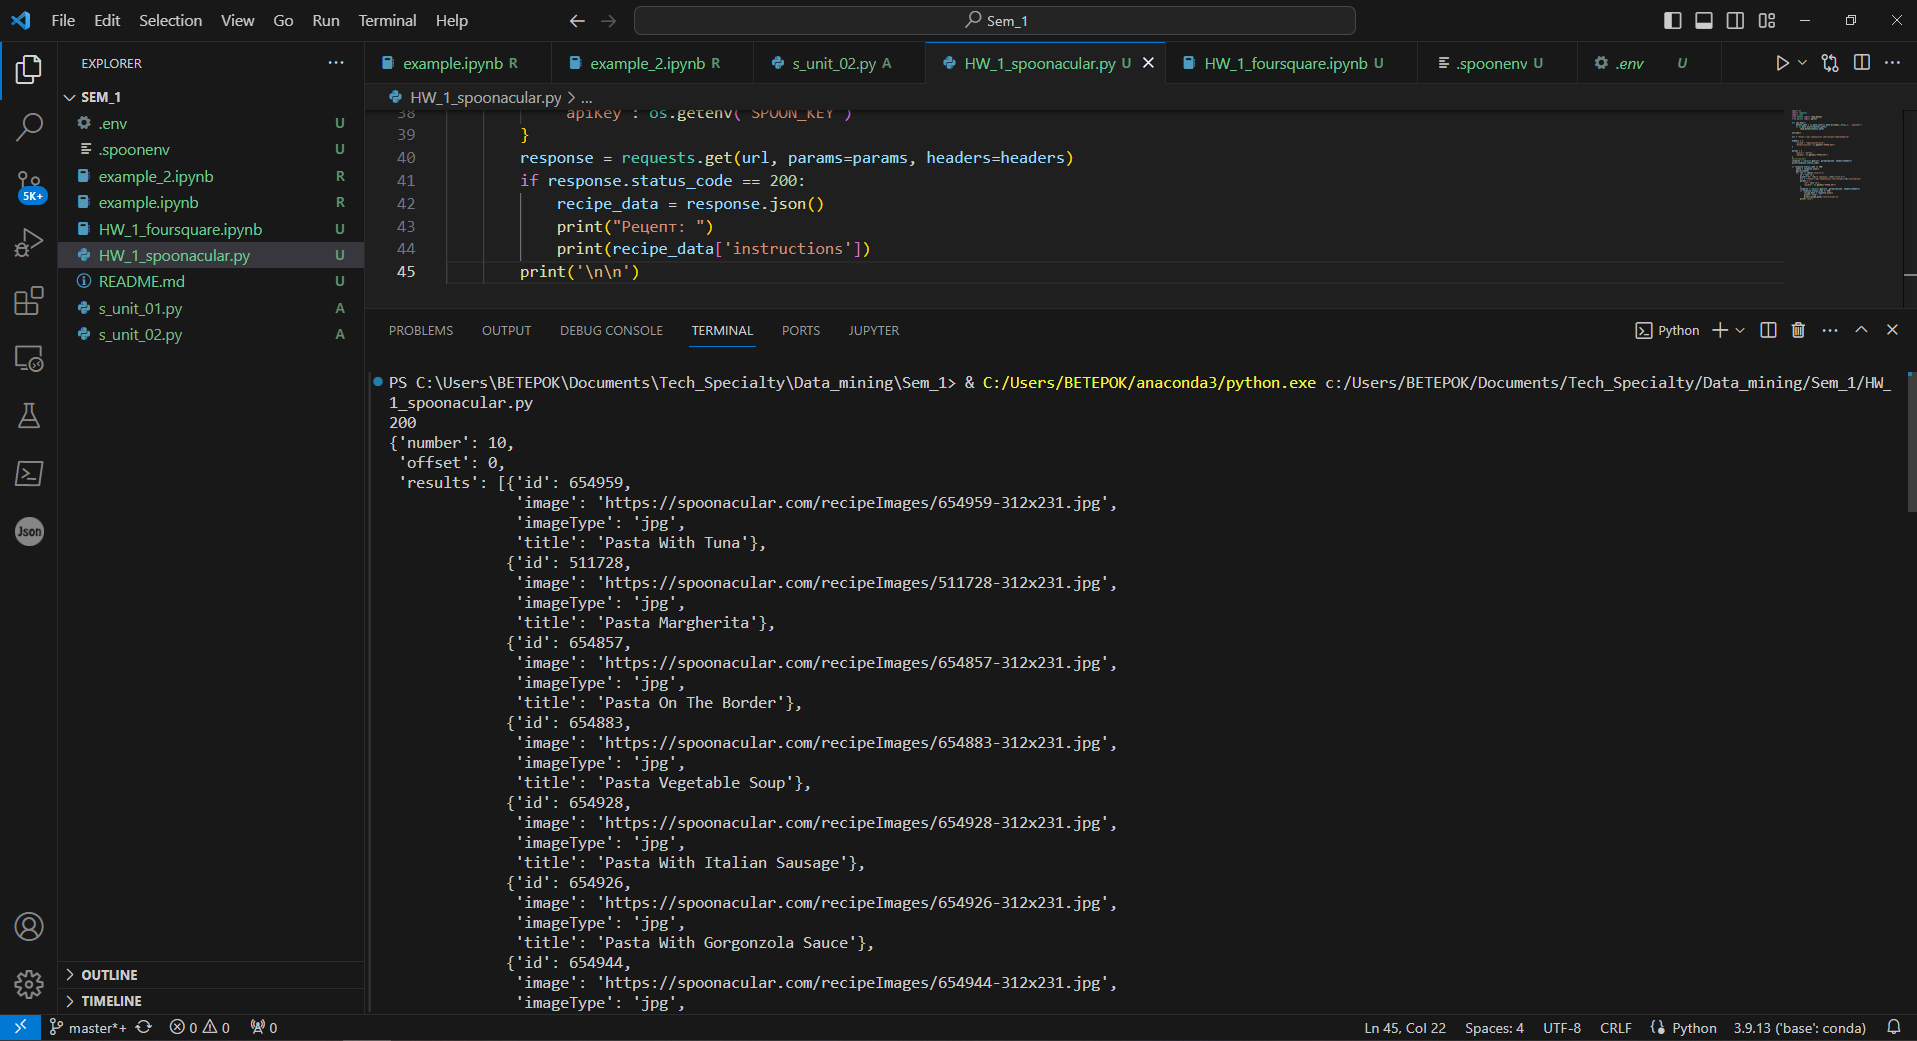 File Edit Selection View Go Run Terminal Help
Sem_1
EXPLORER
SEM_1
.env U
.spoonenv U
example_2.ipynb R
example.ipynb R
HW_1_foursquare.ipynb U
HW_1_spoonacular.py U
README.md U
s_unit_01.py A
s_unit_02.py A
5K+
Json
OUTLINE
TIMELINE
example.ipynb R
example_2.ipynb R
s_unit_02.py A
HW_1_spoonacular.py U
HW_1_foursquare.ipynb U
.spoonenv U
.env U
HW_1_spoonacular.py > ...
38 apiKey : os.getenv( SPOON_KEY )
39 }
40 response = requests.get(url, params=params, headers=headers)
41 if response.status_code == 200:
42 recipe_data = response.json()
43 print("Рецепт: ")
44 print(recipe_data['instructions'])
45 print('\n\n')
PROBLEMS OUTPUT DEBUG CONSOLE TERMINAL PORTS JUPYTER
Python
PS C:\Users\BETEPOK\Documents\Tech_Specialty\Data_mining\Sem_1> & C:/Users/BETEPOK/anaconda3/python.exe c:/Users/BETEPOK/Documents/Tech_Specialty/Data_mining/Sem_1/HW_
1_spoonacular.py
200
{'number': 10,
'offset': 0,
'results': [{'id': 654959,
'image': 'https://spoonacular.com/recipeImages/654959-312x231.jpg',
'imageType': 'jpg',
'title': 'Pasta With Tuna'},
{'id': 511728,
'image': 'https://spoonacular.com/recipeImages/511728-312x231.jpg',
'imageType': 'jpg',
'title': 'Pasta Margherita'},
{'id': 654857,
'image': 'https://spoonacular.com/recipeImages/654857-312x231.jpg',
'imageType': 'jpg',
'title': 'Pasta On The Border'},
{'id': 654883,
'image': 'https://spoonacular.com/recipeImages/654883-312x231.jpg',
'imageType': 'jpg',
'title': 'Pasta Vegetable Soup'},
{'id': 654928,
'image': 'https://spoonacular.com/recipeImages/654928-312x231.jpg',
'imageType': 'jpg',
'title': 'Pasta With Italian Sausage'},
{'id': 654926,
'image': 'https://spoonacular.com/recipeImages/654926-312x231.jpg',
'imageType': 'jpg',
'title': 'Pasta With Gorgonzola Sauce'},
{'id': 654944,
'image': 'https://spoonacular.com/recipeImages/654944-312x231.jpg',
'imageType': 'jpg',
master*+ 0 0 0
Ln 45, Col 22 Spaces: 4 UTF-8 CRLF Python 3.9.13 ('base': conda)